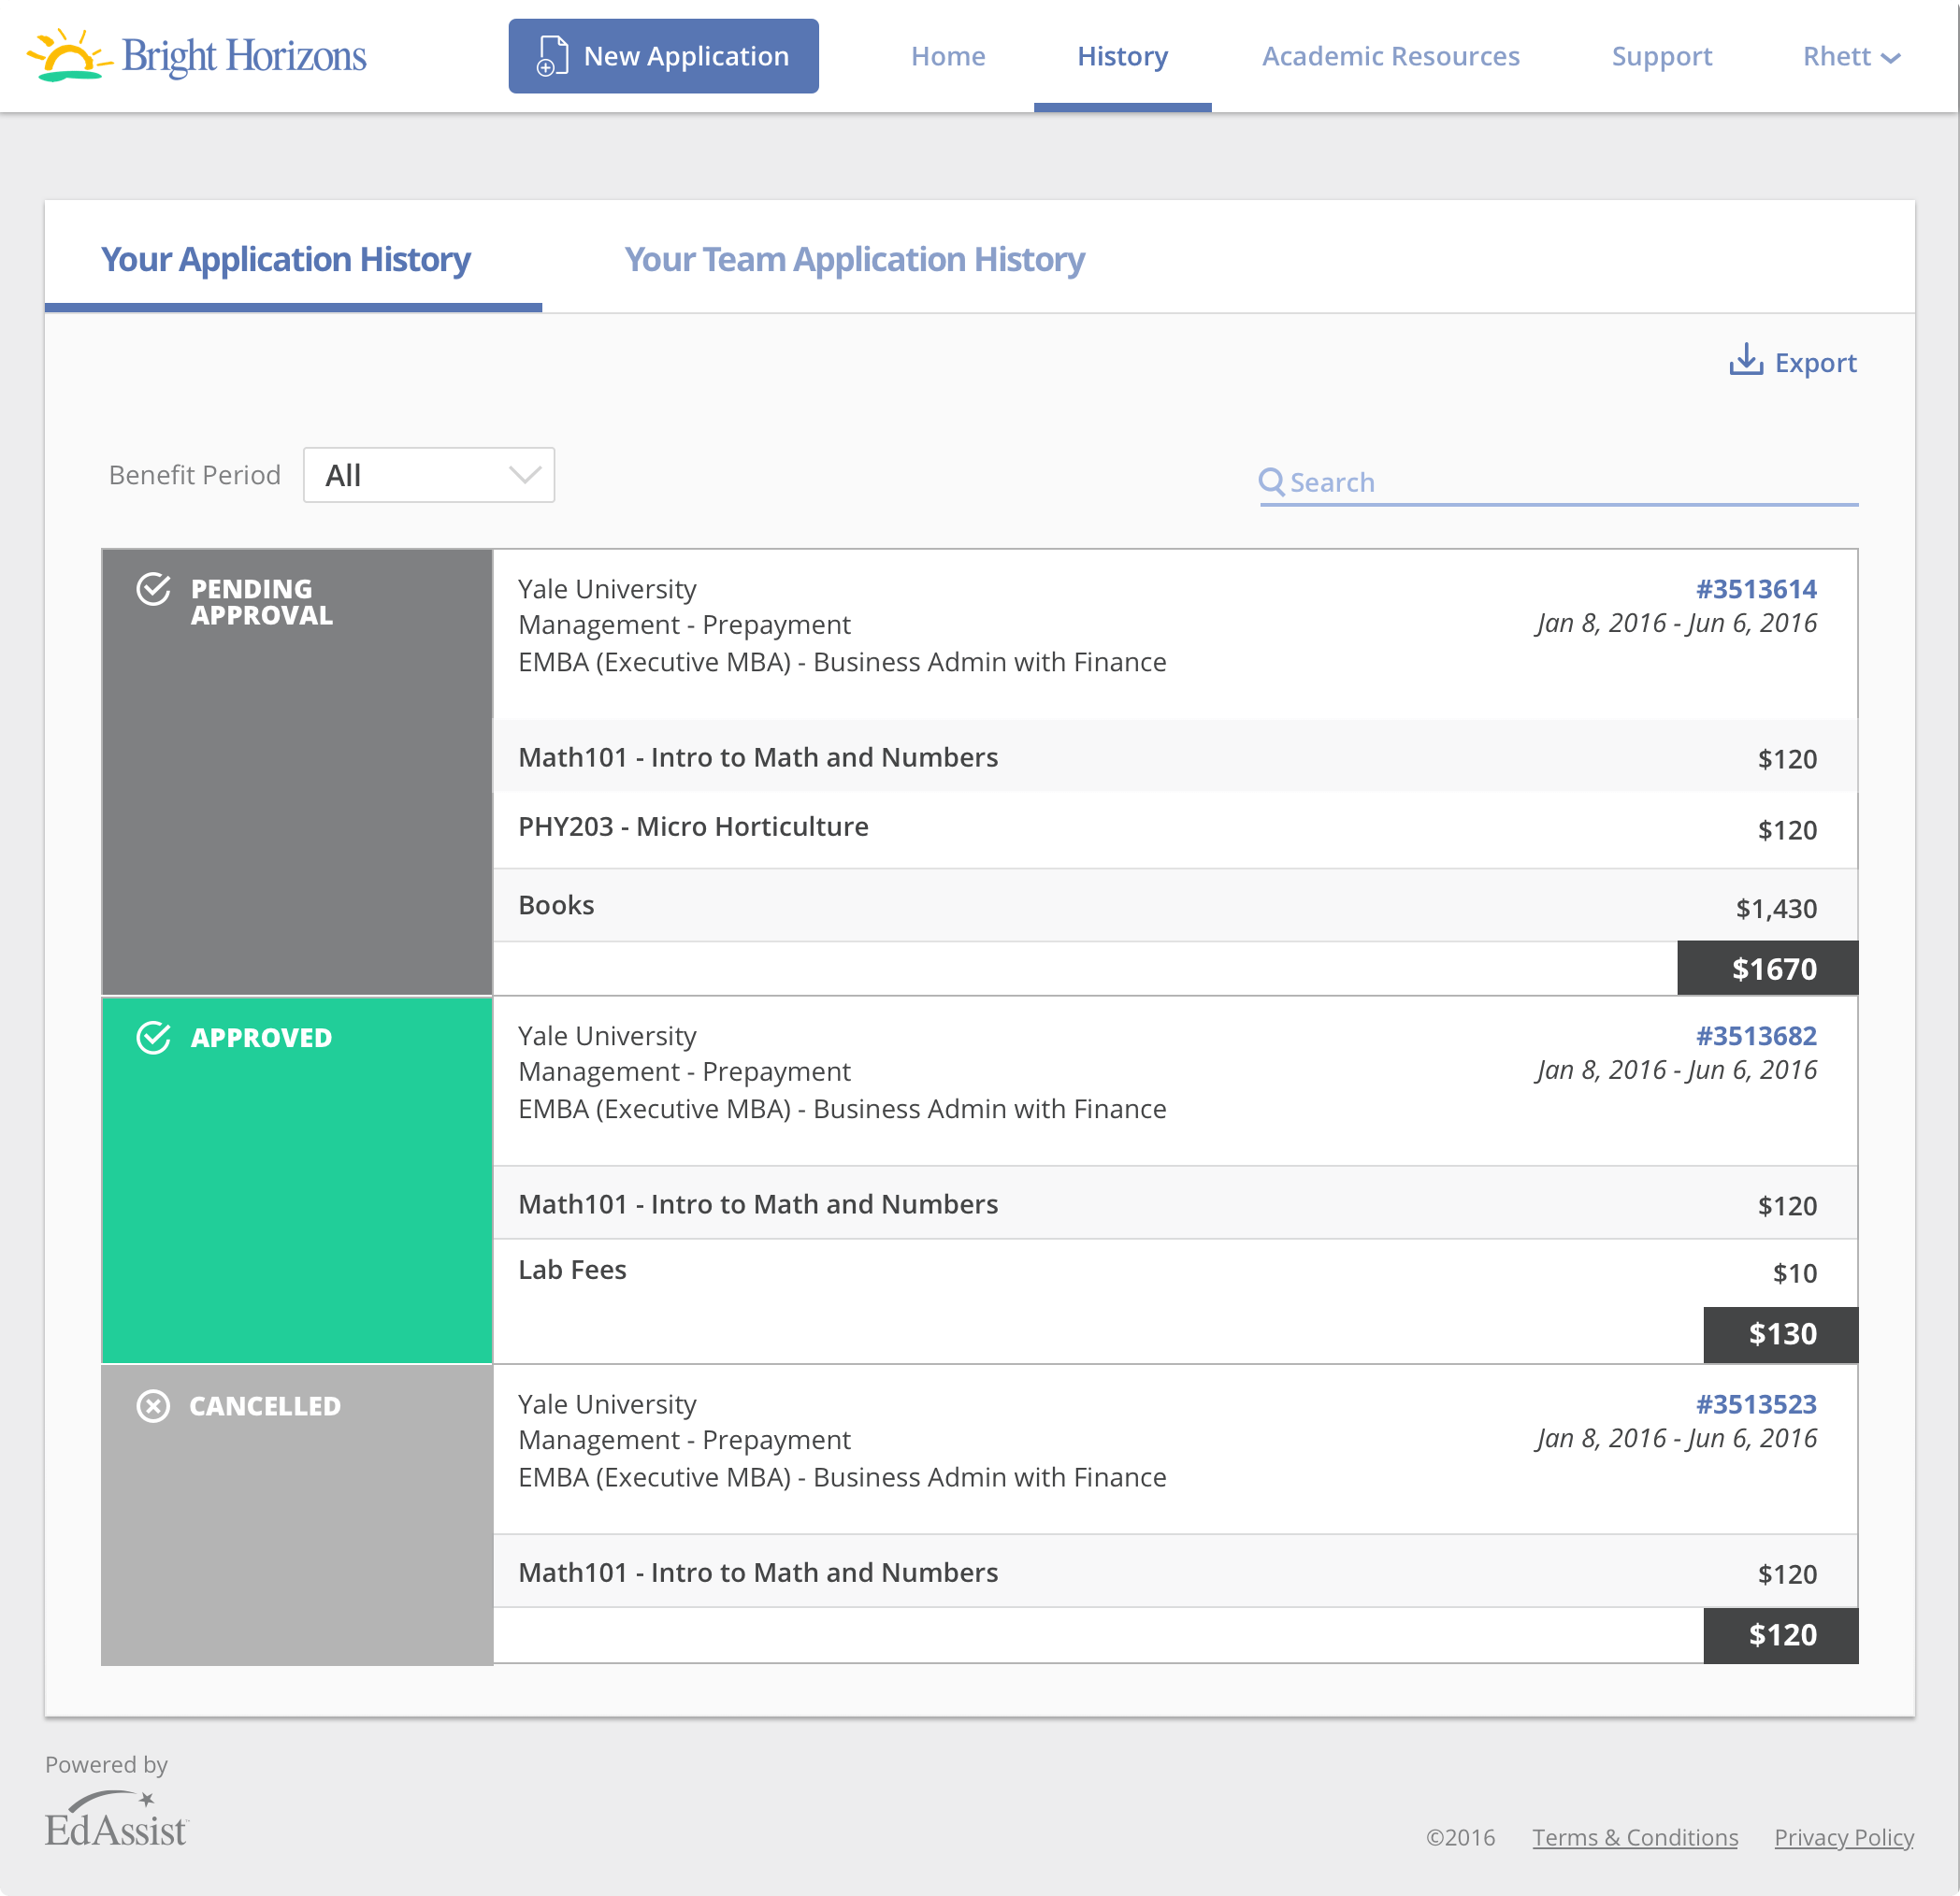 Bright Horizons
New Application
Home
History
Academic Resources
Support
Rhett
Your Application History
Your Team Application History
Export
Benefit Period
All
Search
PENDING
APPROVAL
Yale University
Management - Prepayment
EMBA (Executive MBA) - Business Admin with Finance
#3513614
Jan 8, 2016 - Jun 6, 2016
Math101 - Intro to Math and Numbers
$120
PHY203 - Micro Horticulture
$120
Books
$1,430
$1670
APPROVED
Yale University
Management - Prepayment
EMBA (Executive MBA) - Business Admin with Finance
#3513682
Jan 8, 2016 - Jun 6, 2016
Math101 - Intro to Math and Numbers
$120
Lab Fees
$10
$130
CANCELLED
Yale University
Management - Prepayment
EMBA (Executive MBA) - Business Admin with Finance
#3513523
Jan 8, 2016 - Jun 6, 2016
Math101 - Intro to Math and Numbers
$120
$120
Powered by
EdAssist
©2016
Terms & Conditions
Privacy Policy